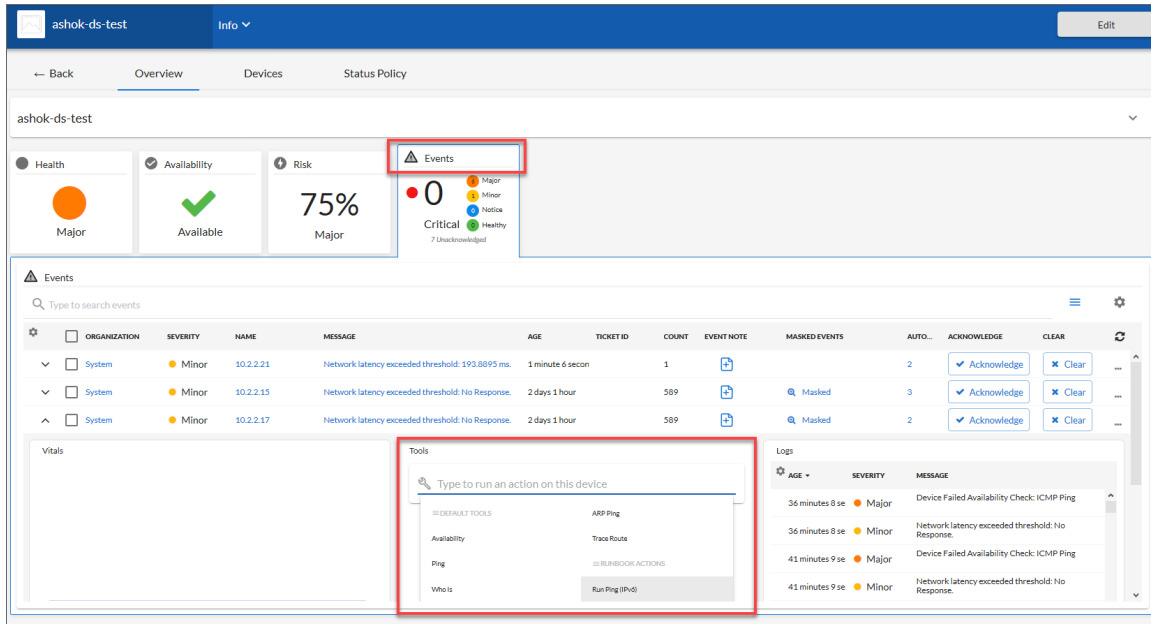 ashok-ds-test Info Edit
← Back Overview Devices Status Policy
ashok-ds-test
Health
Major
Availability
Available
Risk
75%
Major
Events
0
Critical
Major
1 Minor
0 Notice
0 Healthy
7 Unacknowledged
Events
Type to search events
ORGANIZATION SEVERITY NAME MESSAGE AGE TICKET ID COUNT EVENT NOTE MASKED EVENTS AUTO... ACKNOWLEDGE CLEAR
System Minor 10.2.2.21 Network latency exceeded threshold: 193.8895 ms. 1 minute 6 secon 1 2 Acknowledge Clear ...
System Minor 10.2.2.15 Network latency exceeded threshold: No Response. 2 days 1 hour 589 Masked 3 Acknowledge Clear ...
System Minor 10.2.2.17 Network latency exceeded threshold: No Response. 2 days 1 hour 589 Masked 2 Acknowledge Clear ...
Vitals
Tools
Type to run an action on this device
DEFAULT TOOLS
Availability
Ping
Who Is
ARP Ping
Trace Route
RUNBOOK ACTIONS
Run Ping (IPv6)
Logs
AGE SEVERITY MESSAGE
36 minutes 8 se Major Device Failed Availability Check: ICMP Ping
36 minutes 8 se Minor Network latency exceeded threshold: No
Response.
41 minutes 9 se Major Device Failed Availability Check: ICMP Ping
41 minutes 9 se Minor Network latency exceeded threshold: No
Response.